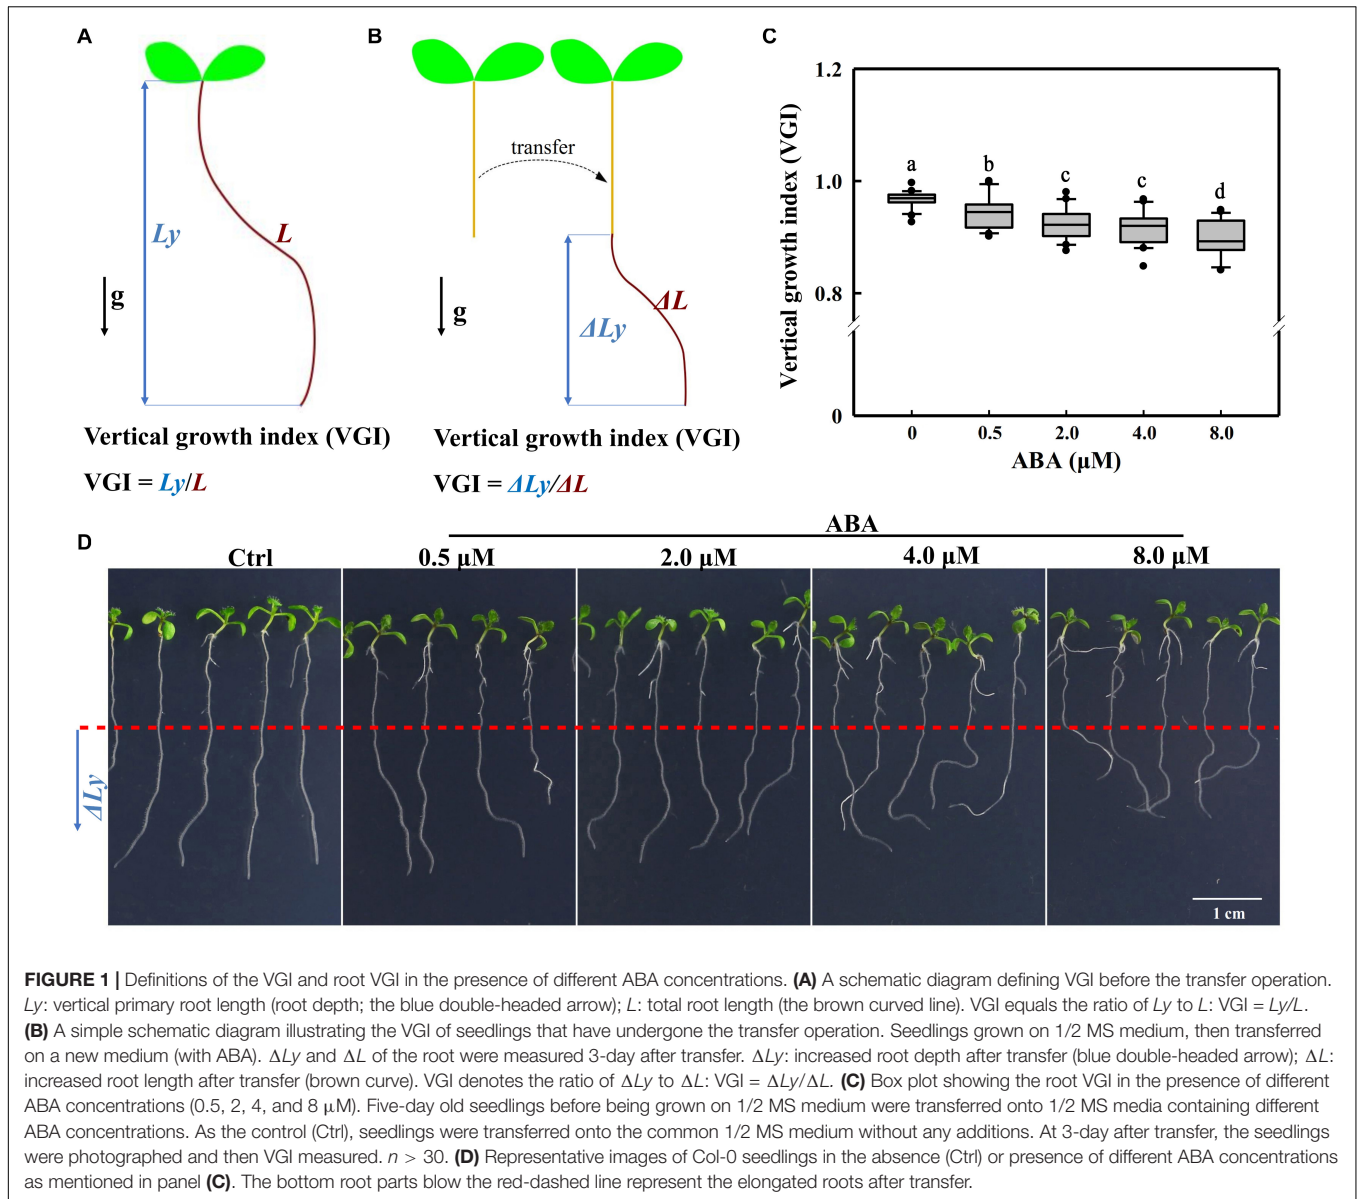 A
B
C
Ly
L
g
Vertical growth index (VGI)
VGI = Ly/L
transfer
ΔL
ΔLy
g
Vertical growth index (VGI)
VGI = ΔLy/ΔL
Vertical growth index (VGI)
1.2
1.0
0.8
0
a
b
c
c
d
0
0.5
2.0
4.0
8.0
ABA (μM)
D
ABA
Ctrl
0.5 μM
2.0 μM
4.0 μM
8.0 μM
ΔLy
1 cm
FIGURE 1 | Definitions of the VGI and root VGI in the presence of different ABA concentrations. (A) A schematic diagram defining VGI before the transfer operation.
Ly: vertical primary root length (root depth; the blue double-headed arrow); L: total root length (the brown curved line). VGI equals the ratio of Ly to L: VGI = Ly/L.
(B) A simple schematic diagram illustrating the VGI of seedlings that have undergone the transfer operation. Seedlings grown on 1/2 MS medium, then transferred
on a new medium (with ABA). ΔLy and ΔL of the root were measured 3-day after transfer. ΔLy: increased root depth after transfer (blue double-headed arrow); ΔL:
increased root length after transfer (brown curve). VGI denotes the ratio of ΔLy to ΔL: VGI = ΔLy/ΔL. (C) Box plot showing the root VGI in the presence of different
ABA concentrations (0.5, 2, 4, and 8 μM). Five-day old seedlings before being grown on 1/2 MS medium were transferred onto 1/2 MS media containing different
ABA concentrations. As the control (Ctrl), seedlings were transferred onto the common 1/2 MS medium without any additions. At 3-day after transfer, the seedlings
were photographed and then VGI measured. n > 30. (D) Representative images of Col-0 seedlings in the absence (Ctrl) or presence of different ABA concentrations
as mentioned in panel (C). The bottom root parts blow the red-dashed line represent the elongated roots after transfer.